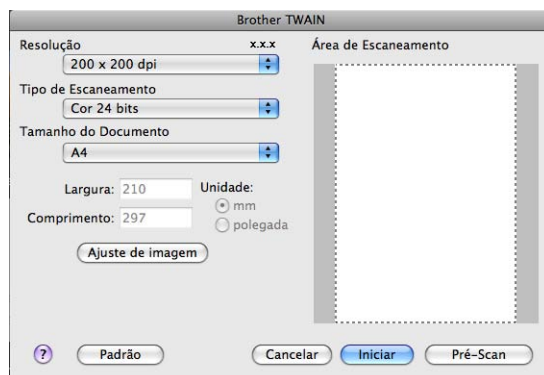 Brother TWAIN
Resolução x.x.x
200 x 200 dpi
Tipo de Escaneamento
Cor 24 bits
Tamanho do Documento
A4
Largura: 210
Comprimento: 297
Unidade:
mm
polegada
Ajuste de imagem
Área de Escaneamento
? Padrão Cancelar Iniciar Pré-Scan